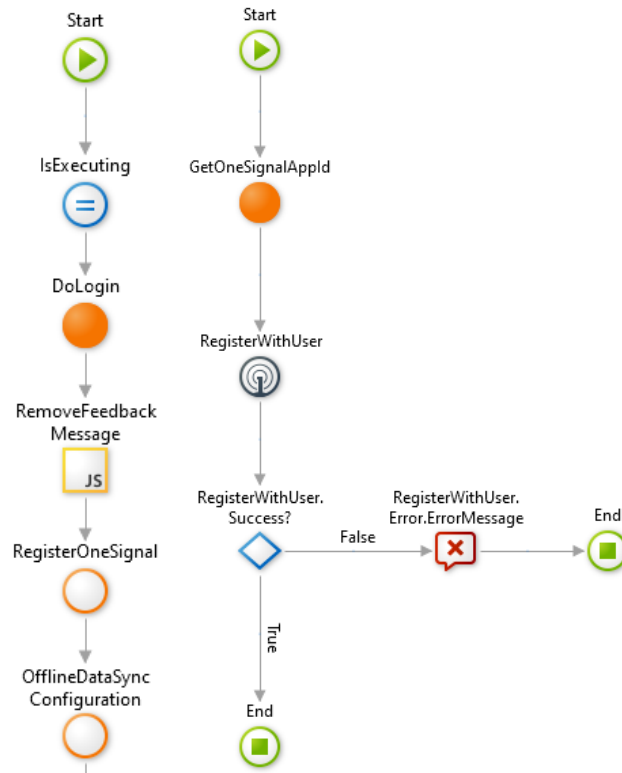 Start
IsExecuting
DoLogin
RemoveFeedback
Message
JS
RegisterOneSignal
OfflineDataSync
Configuration
Start
GetOneSignalAppId
RegisterWithUser
RegisterWithUser.
Success?
False
RegisterWithUser.
Error.ErrorMessage
End
True
End